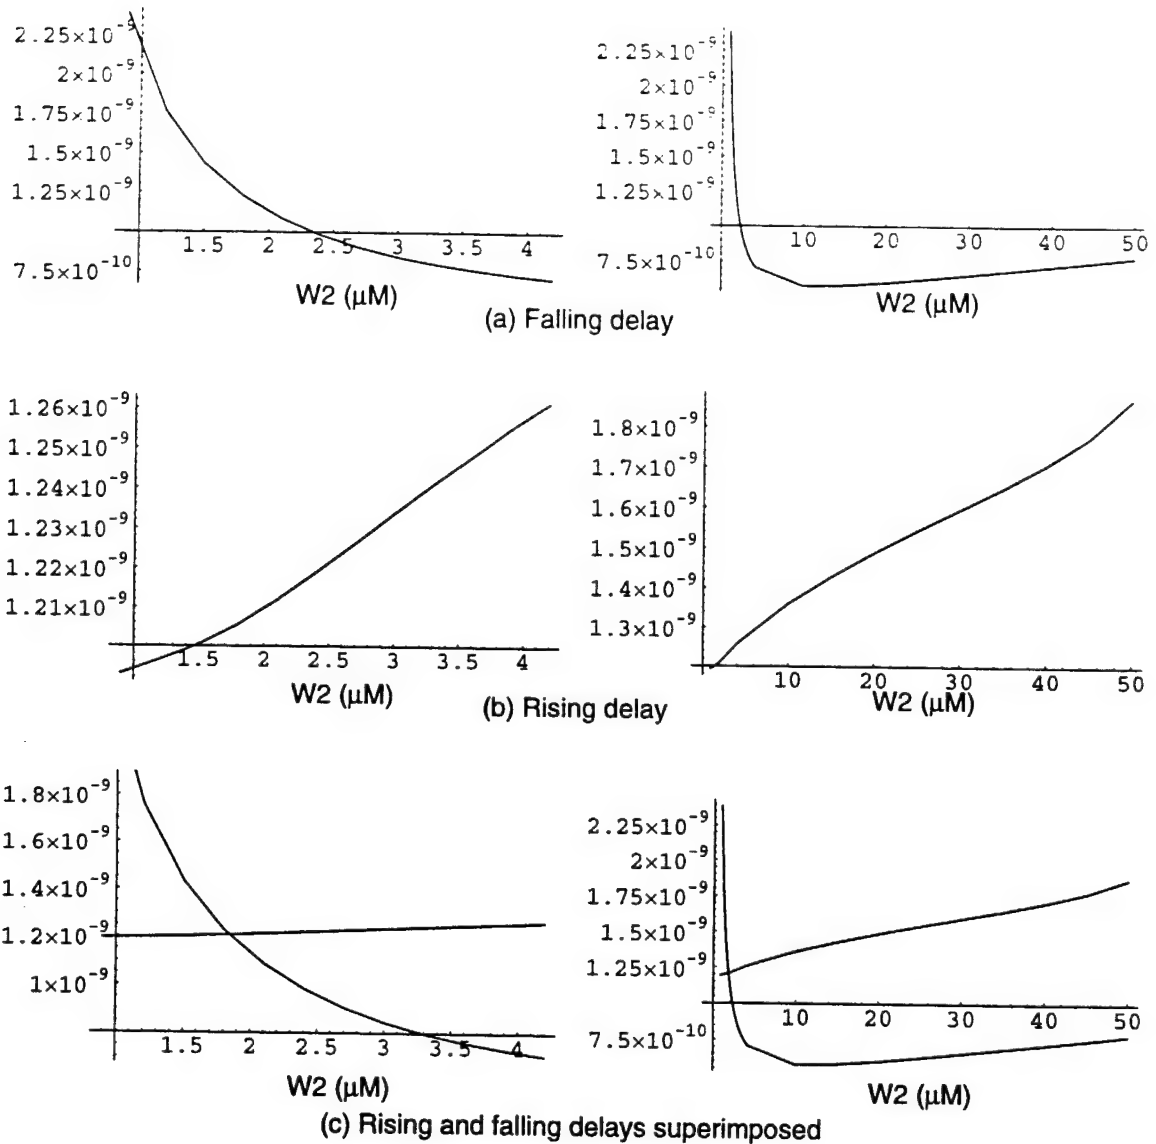 2.25×10⁻⁹
2×10⁻⁹
1.75×10⁻⁹
1.5×10⁻⁹
1.25×10⁻⁹
7.5×10⁻¹⁰
1.5 2 2.5 3 3.5 4
W2 (μM)
2.25×10⁻⁹
2×10⁻⁹
1.75×10⁻⁹
1.5×10⁻⁹
1.25×10⁻⁹
7.5×10⁻¹⁰
10 20 30 40 50
W2 (μM)
(a) Falling delay
1.26×10⁻⁹
1.25×10⁻⁹
1.24×10⁻⁹
1.23×10⁻⁹
1.22×10⁻⁹
1.21×10⁻⁹
1.5 2 2.5 3 3.5 4
W2 (μM)
1.8×10⁻⁹
1.7×10⁻⁹
1.6×10⁻⁹
1.5×10⁻⁹
1.4×10⁻⁹
1.3×10⁻⁹
10 20 30 40 50
W2 (μM)
(b) Rising delay
1.8×10⁻⁹
1.6×10⁻⁹
1.4×10⁻⁹
1.2×10⁻⁹
1×10⁻⁹
1.5 2 2.5 3 3.5 4
W2 (μM)
2.25×10⁻⁹
2×10⁻⁹
1.75×10⁻⁹
1.5×10⁻⁹
1.25×10⁻⁹
7.5×10⁻¹⁰
10 20 30 40 50
W2 (μM)
(c) Rising and falling delays superimposed